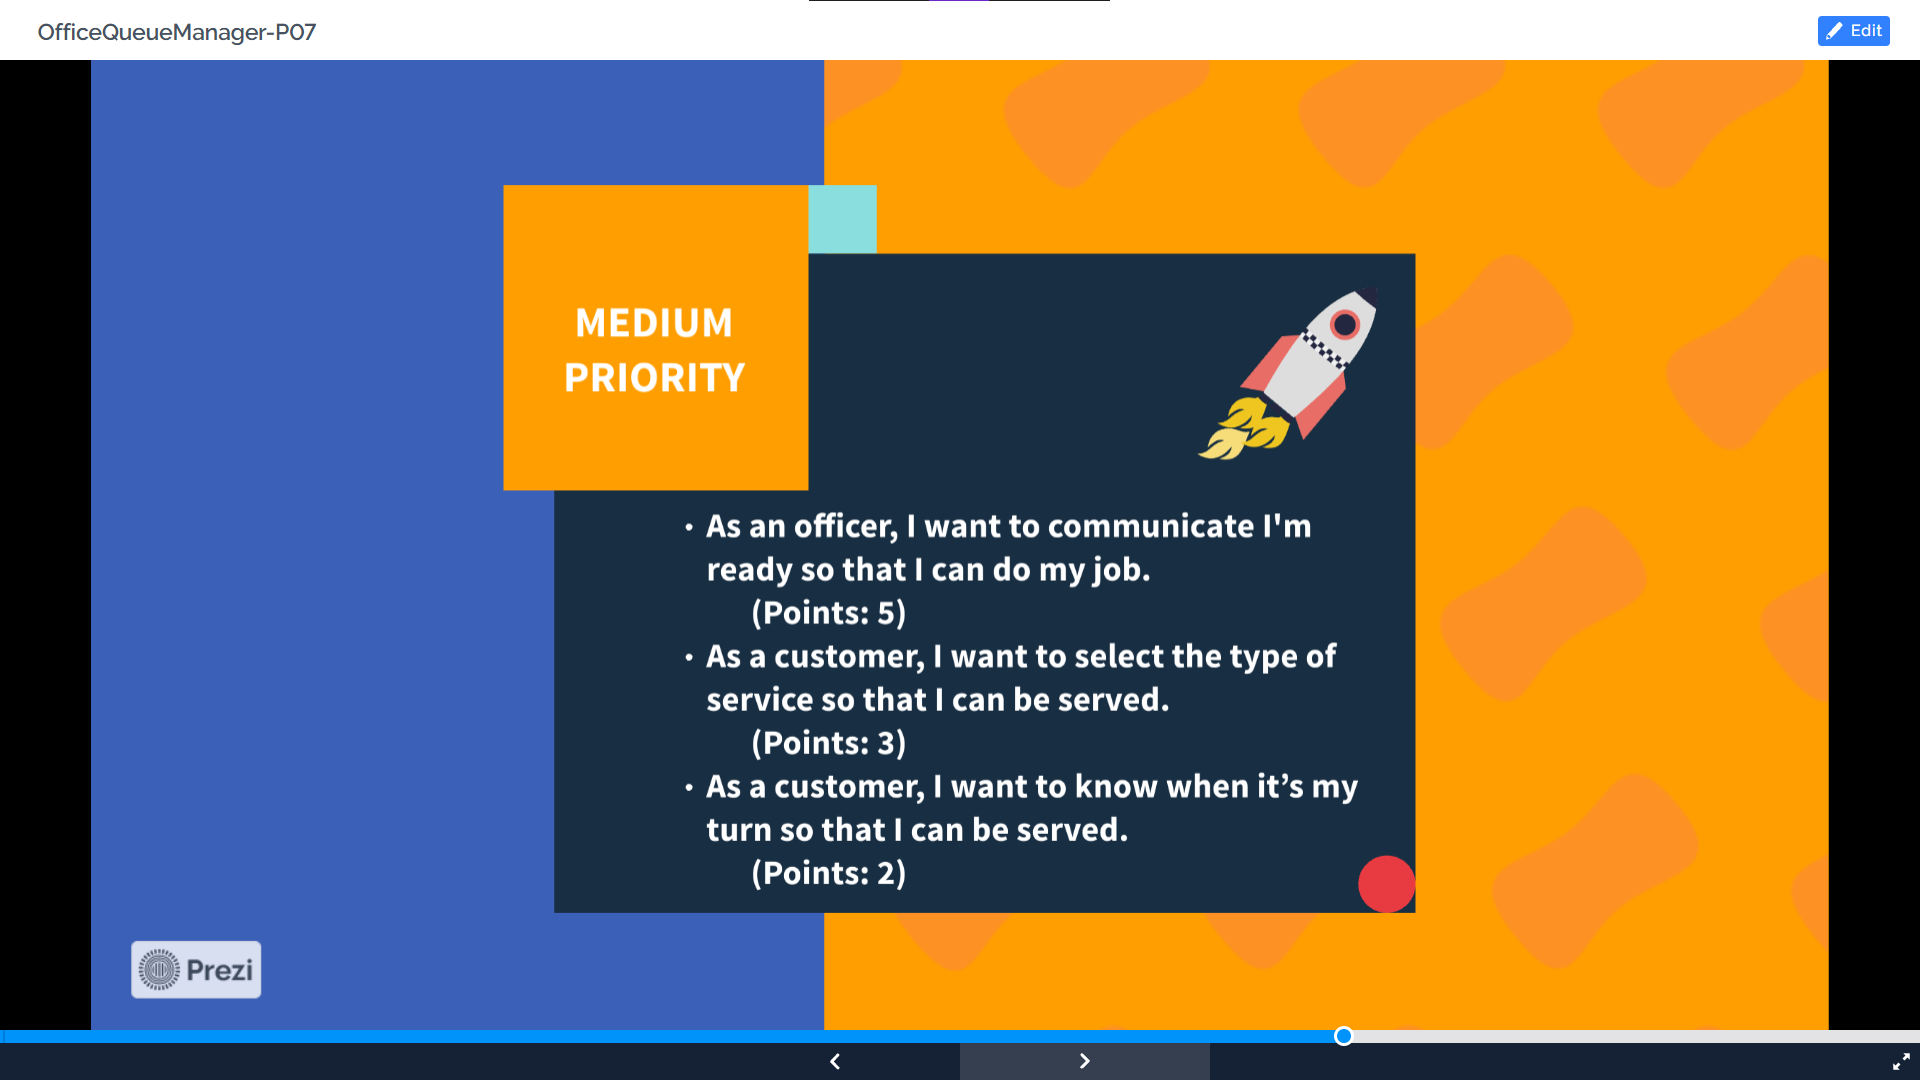 OfficeQueueManager-P07
Edit
MEDIUM
PRIORITY
• As an officer, I want to communicate I'm
ready so that I can do my job.
(Points: 5)
• As a customer, I want to select the type of
service so that I can be served.
(Points: 3)
• As a customer, I want to know when it’s my
turn so that I can be served.
(Points: 2)
Prezi